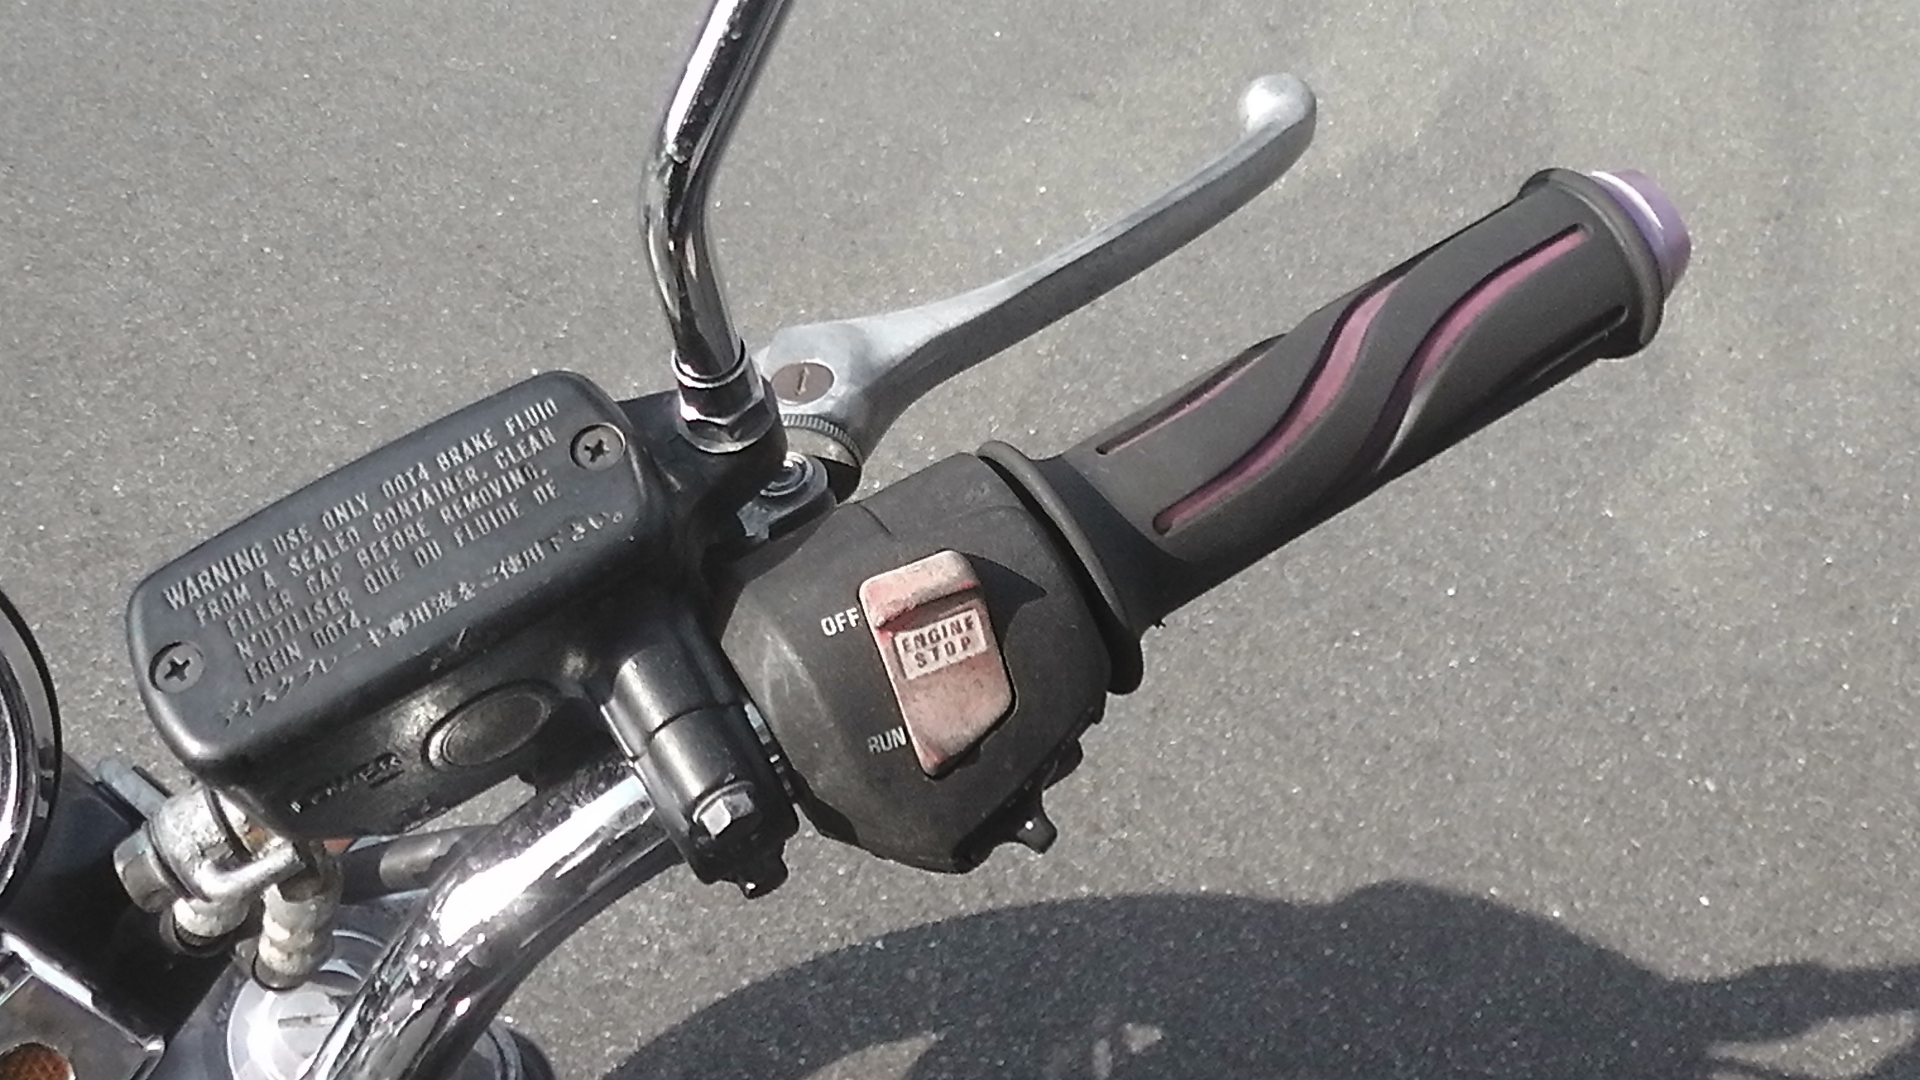 WARNING USE ONLY DOT4 BRAKE FLUID
FROM A SEALED CONTAINER. CLEAN
FILLER CAP BEFORE REMOVING.
N'UTILISER QUE DU FLUIDE DE
FREIN DOT4.
ディスクブレーキ専用液をご使用下さい。
OFF
ENGINE
STOP
RUN